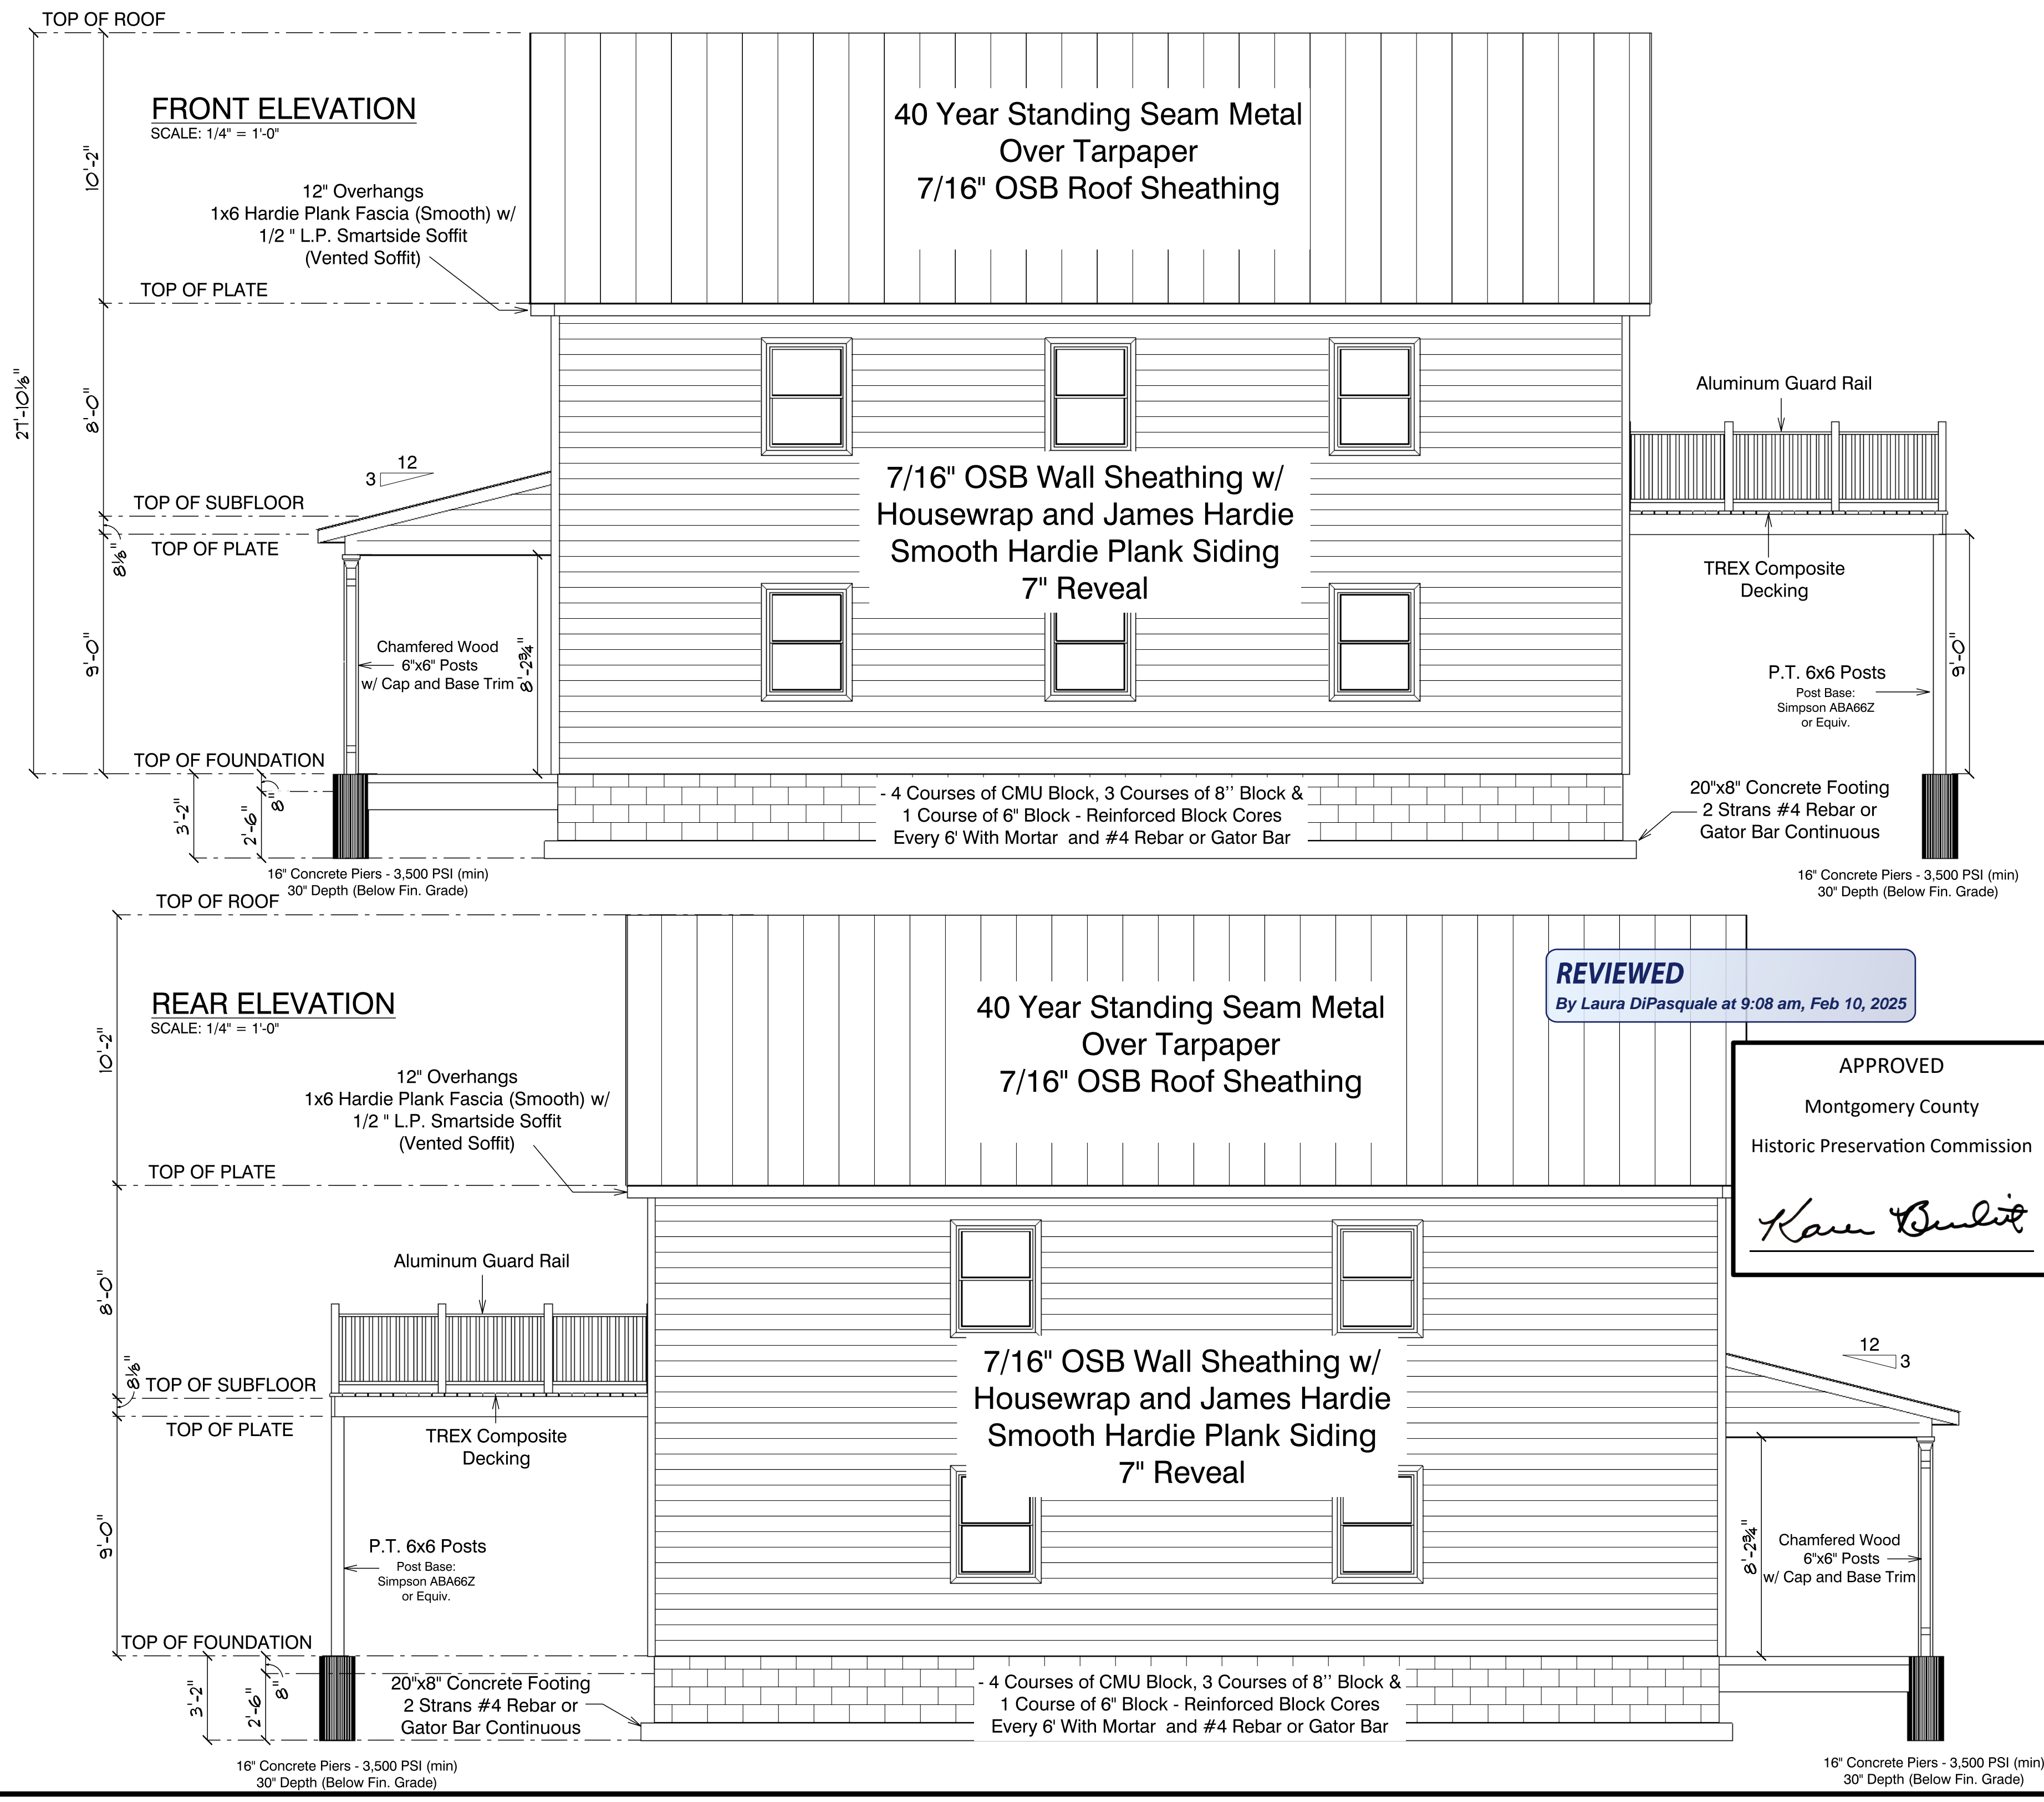 TOP OF ROOF
FRONT ELEVATION
SCALE: 1/4" = 1'-0"
40 Year Standing Seam Metal
Over Tarpaper
7/16" OSB Roof Sheathing
10'-2"
12" Overhangs
1x6 Hardie Plank Fascia (Smooth) w/
1/2 " L.P. Smartside Soffit
(Vented Soffit)
TOP OF PLATE
27'-10⅛"
8'-0"
Aluminum Guard Rail
12
3
7/16" OSB Wall Sheathing w/
Housewrap and James Hardie
Smooth Hardie Plank Siding
7" Reveal
TOP OF SUBFLOOR
TOP OF PLATE
8⅛"
TREX Composite
Decking
9'-0"
Chamfered Wood
6"x6" Posts
w/ Cap and Base Trim
8'-2¾"
P.T. 6x6 Posts
Post Base:
Simpson ABA66Z
or Equiv.
9'-0"
TOP OF FOUNDATION
3'-2"
2'-6"
8"
- 4 Courses of CMU Block, 3 Courses of 8'' Block &
1 Course of 6" Block - Reinforced Block Cores
Every 6' With Mortar and #4 Rebar or Gator Bar
20"x8" Concrete Footing
2 Strans #4 Rebar or
Gator Bar Continuous
16" Concrete Piers - 3,500 PSI (min)
30" Depth (Below Fin. Grade)
16" Concrete Piers - 3,500 PSI (min)
30" Depth (Below Fin. Grade)
TOP OF ROOF
REAR ELEVATION
SCALE: 1/4" = 1'-0"
40 Year Standing Seam Metal
Over Tarpaper
7/16" OSB Roof Sheathing
REVIEWED
By Laura DiPasquale at 9:08 am, Feb 10, 2025
APPROVED
Montgomery County
Historic Preservation Commission
10'-2"
12" Overhangs
1x6 Hardie Plank Fascia (Smooth) w/
1/2 " L.P. Smartside Soffit
(Vented Soffit)
TOP OF PLATE
8'-0"
Aluminum Guard Rail
12
3
7/16" OSB Wall Sheathing w/
Housewrap and James Hardie
Smooth Hardie Plank Siding
7" Reveal
8⅛"
TOP OF SUBFLOOR
TOP OF PLATE
TREX Composite
Decking
9'-0"
P.T. 6x6 Posts
Post Base:
Simpson ABA66Z
or Equiv.
8'-2¾"
Chamfered Wood
6"x6" Posts
w/ Cap and Base Trim
TOP OF FOUNDATION
3'-2"
2'-6"
8"
20"x8" Concrete Footing
2 Strans #4 Rebar or
Gator Bar Continuous
- 4 Courses of CMU Block, 3 Courses of 8'' Block &
1 Course of 6" Block - Reinforced Block Cores
Every 6' With Mortar and #4 Rebar or Gator Bar
16" Concrete Piers - 3,500 PSI (min)
30" Depth (Below Fin. Grade)
16" Concrete Piers - 3,500 PSI (min)
30" Depth (Below Fin. Grade)